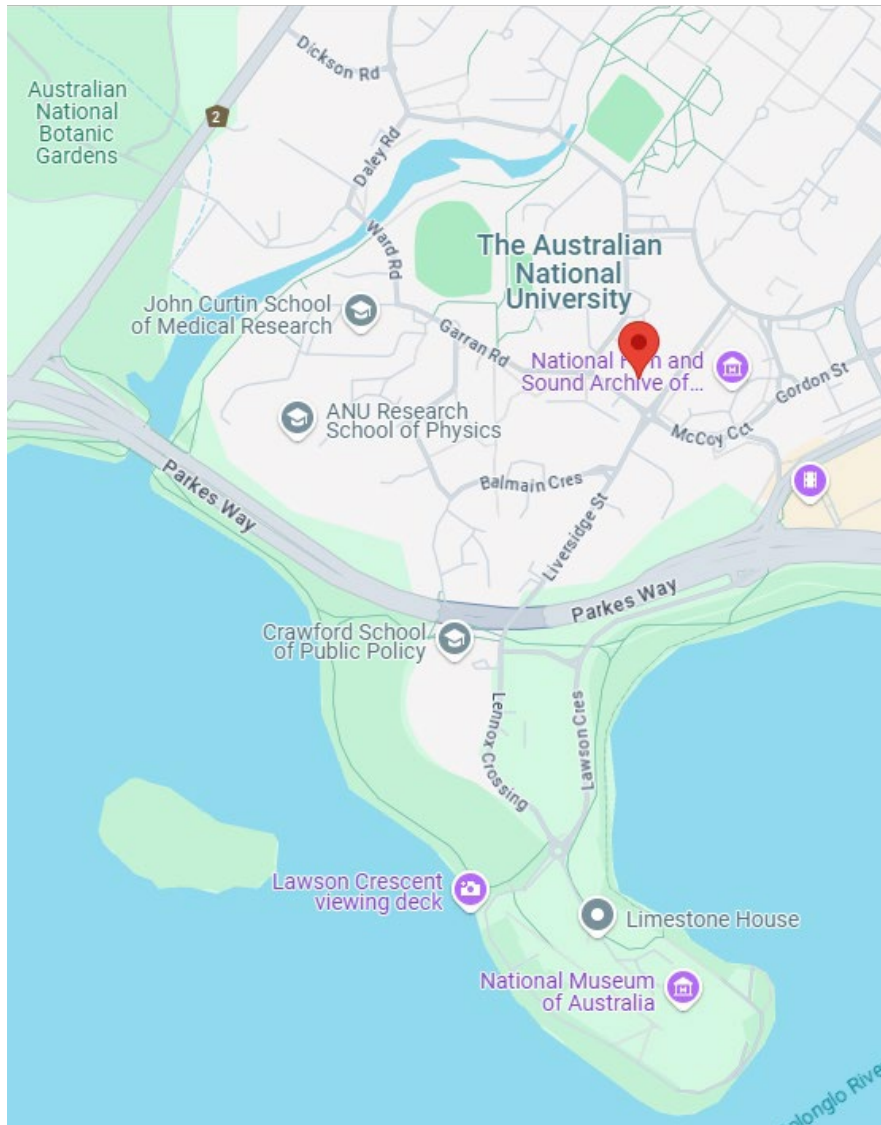 Dickson Rd
Australian
National
Botanic
Gardens
2
Daley Rd
Ward Rd
The Australian
National
University
John Curtin School
of Medical Research
Garran Rd
National
and
Sound Archive of...
Gordon St
ANU Research
School of Physics
McCoy Cct
Parkes Way
Balmain Cres
Liversidge St
Parkes Way
Crawford School
of Public Policy
Lennox Crossing
Lawson Cres
Lawson Crescent
viewing deck
Limestone House
National Museum
of Australia